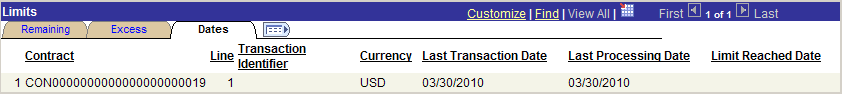 Limits Customize | Find | View All | First 1 of 1 Last
Remaining Excess Dates
Contract Line Transaction Identifier Currency Last Transaction Date Last Processing Date Limit Reached Date
1 CON0000000000000000000019 1 USD 03/30/2010 03/30/2010